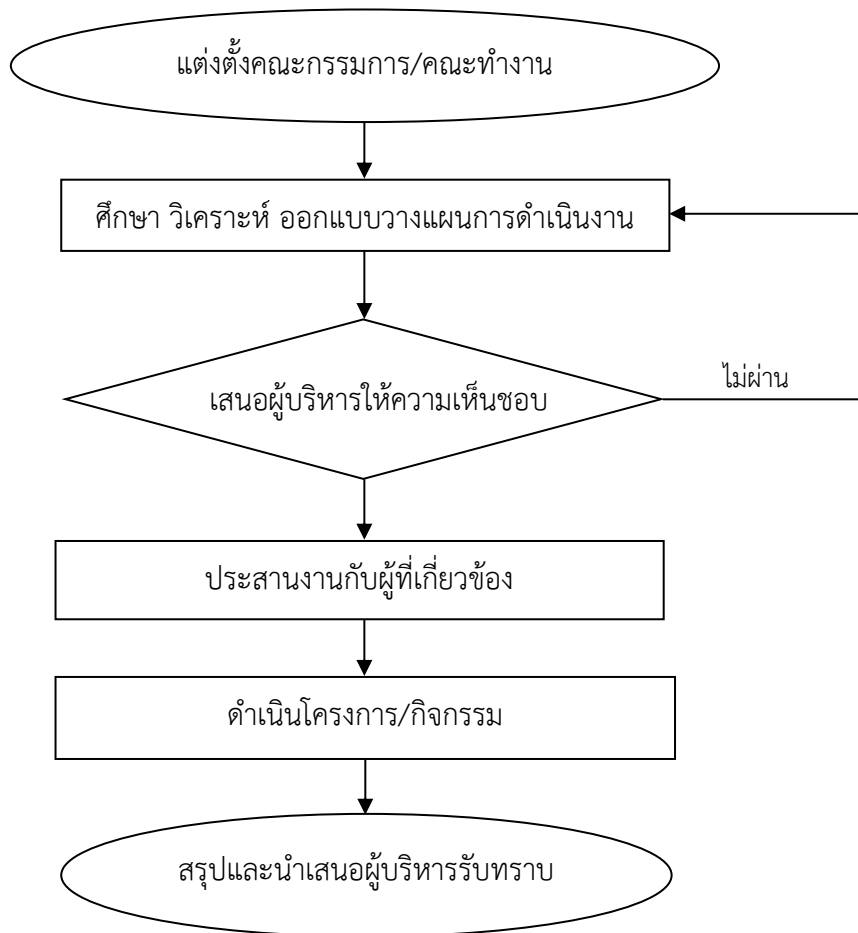 แต่งตั้งคณะกรรมการ/คณะทำงาน
ศึกษา วิเคราะห์ ออกแบบวางแผนการดำเนินงาน
เสนอผู้บริหารให้ความเห็นชอบ
ไม่ผ่าน
ประสานงานกับผู้ที่เกี่ยวข้อง
ดำเนินโครงการ/กิจกรรม
สรุปและนำเสนอผู้บริหารรับทราบ